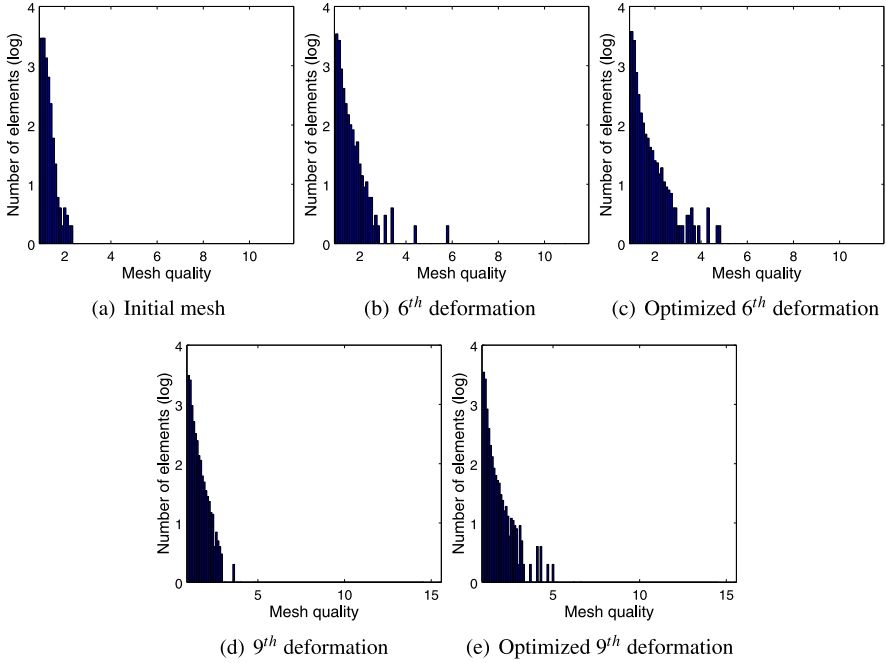 4
3
2
1
0
Number of elements (log)
2 4 6 8 10
Mesh quality
(a) Initial mesh
4
3
2
1
0
Number of elements (log)
2 4 6 8 10
Mesh quality
(b) 6th deformation
4
3
2
1
0
Number of elements (log)
2 4 6 8 10
Mesh quality
(c) Optimized 6th deformation
4
3
2
1
0
Number of elements (log)
5 10 15
Mesh quality
(d) 9th deformation
4
3
2
1
0
Number of elements (log)
5 10 15
Mesh quality
(e) Optimized 9th deformation